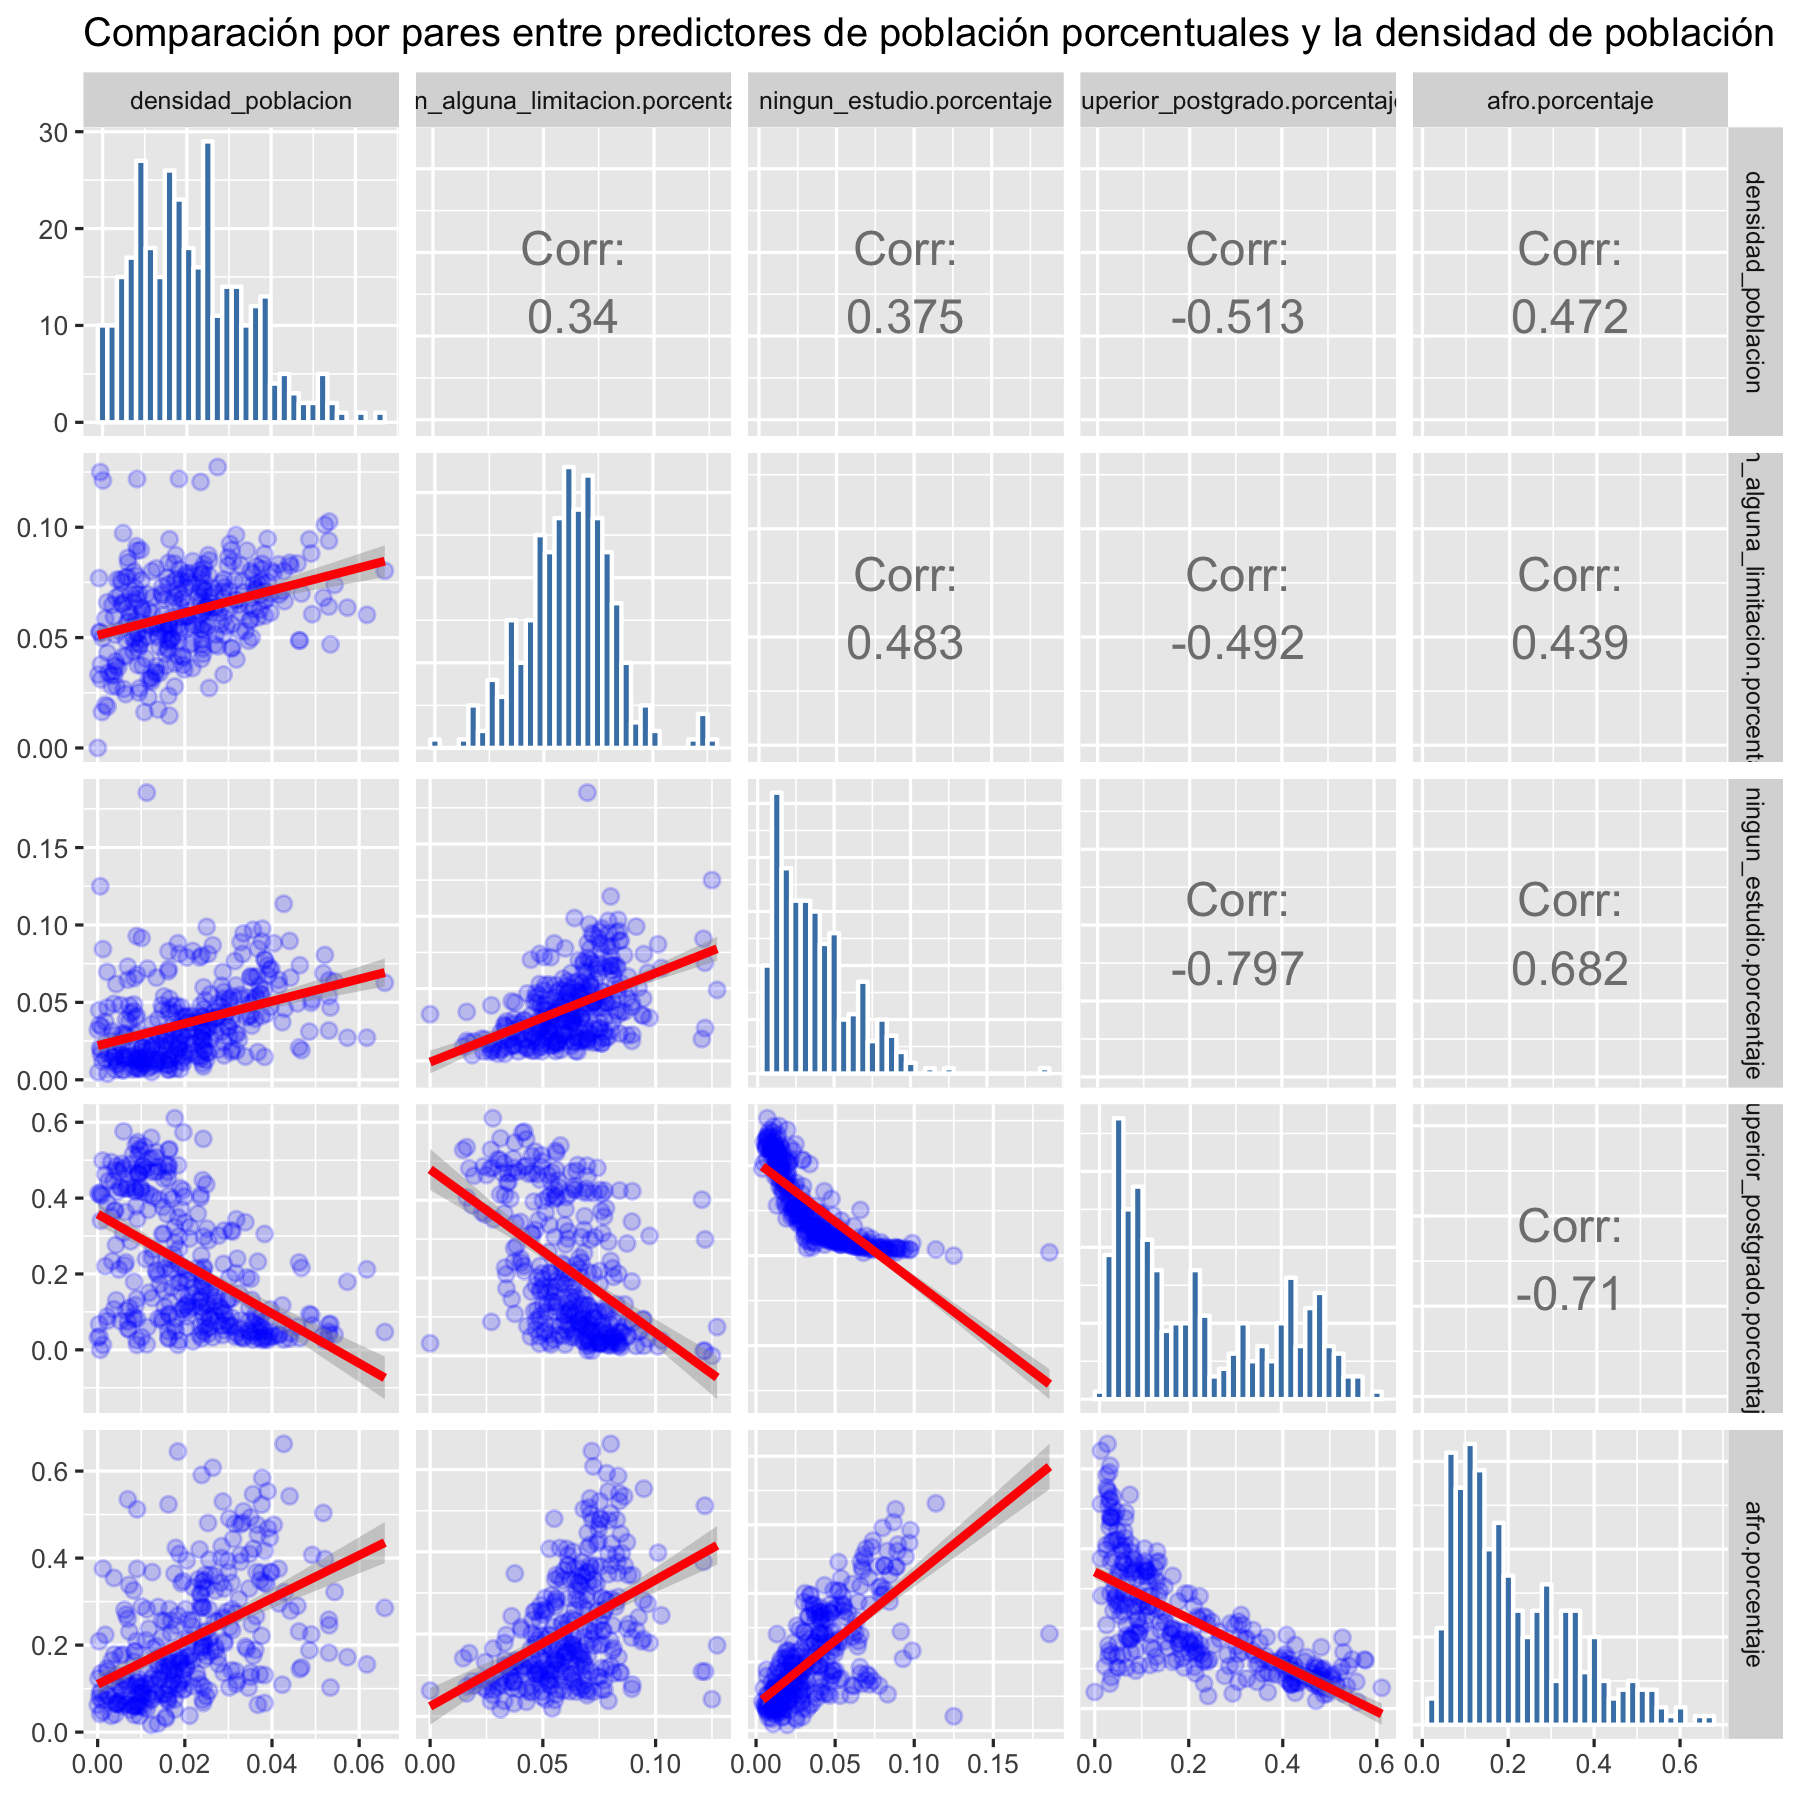 Comparación por pares entre predictores de población porcentuales y la densidad de población
densidad_poblacion
n_alguna_limitacion.porcenta
ningun_estudio.porcentaje
uperior_postgrado.porcentaje
afro.porcentaje
30
20
10
0
Corr:
0.34
Corr:
0.375
Corr:
-0.513
Corr:
0.472
densidad_poblacion
0.10
0.05
0.00
Corr:
0.483
Corr:
-0.492
Corr:
0.439
n_alguna_limitacion.porcenta
0.15
0.10
0.05
0.00
Corr:
-0.797
Corr:
0.682
ningun_estudio.porcentaje
0.6
0.4
0.2
0.0
Corr:
-0.71
uperior_postgrado.porcentaj
0.6
0.4
0.2
0.0
afro.porcentaje
0.00 0.02 0.04 0.06
0.00 0.05 0.10
0.00 0.05 0.10 0.15
0.0 0.2 0.4 0.6
0.0 0.2 0.4 0.6